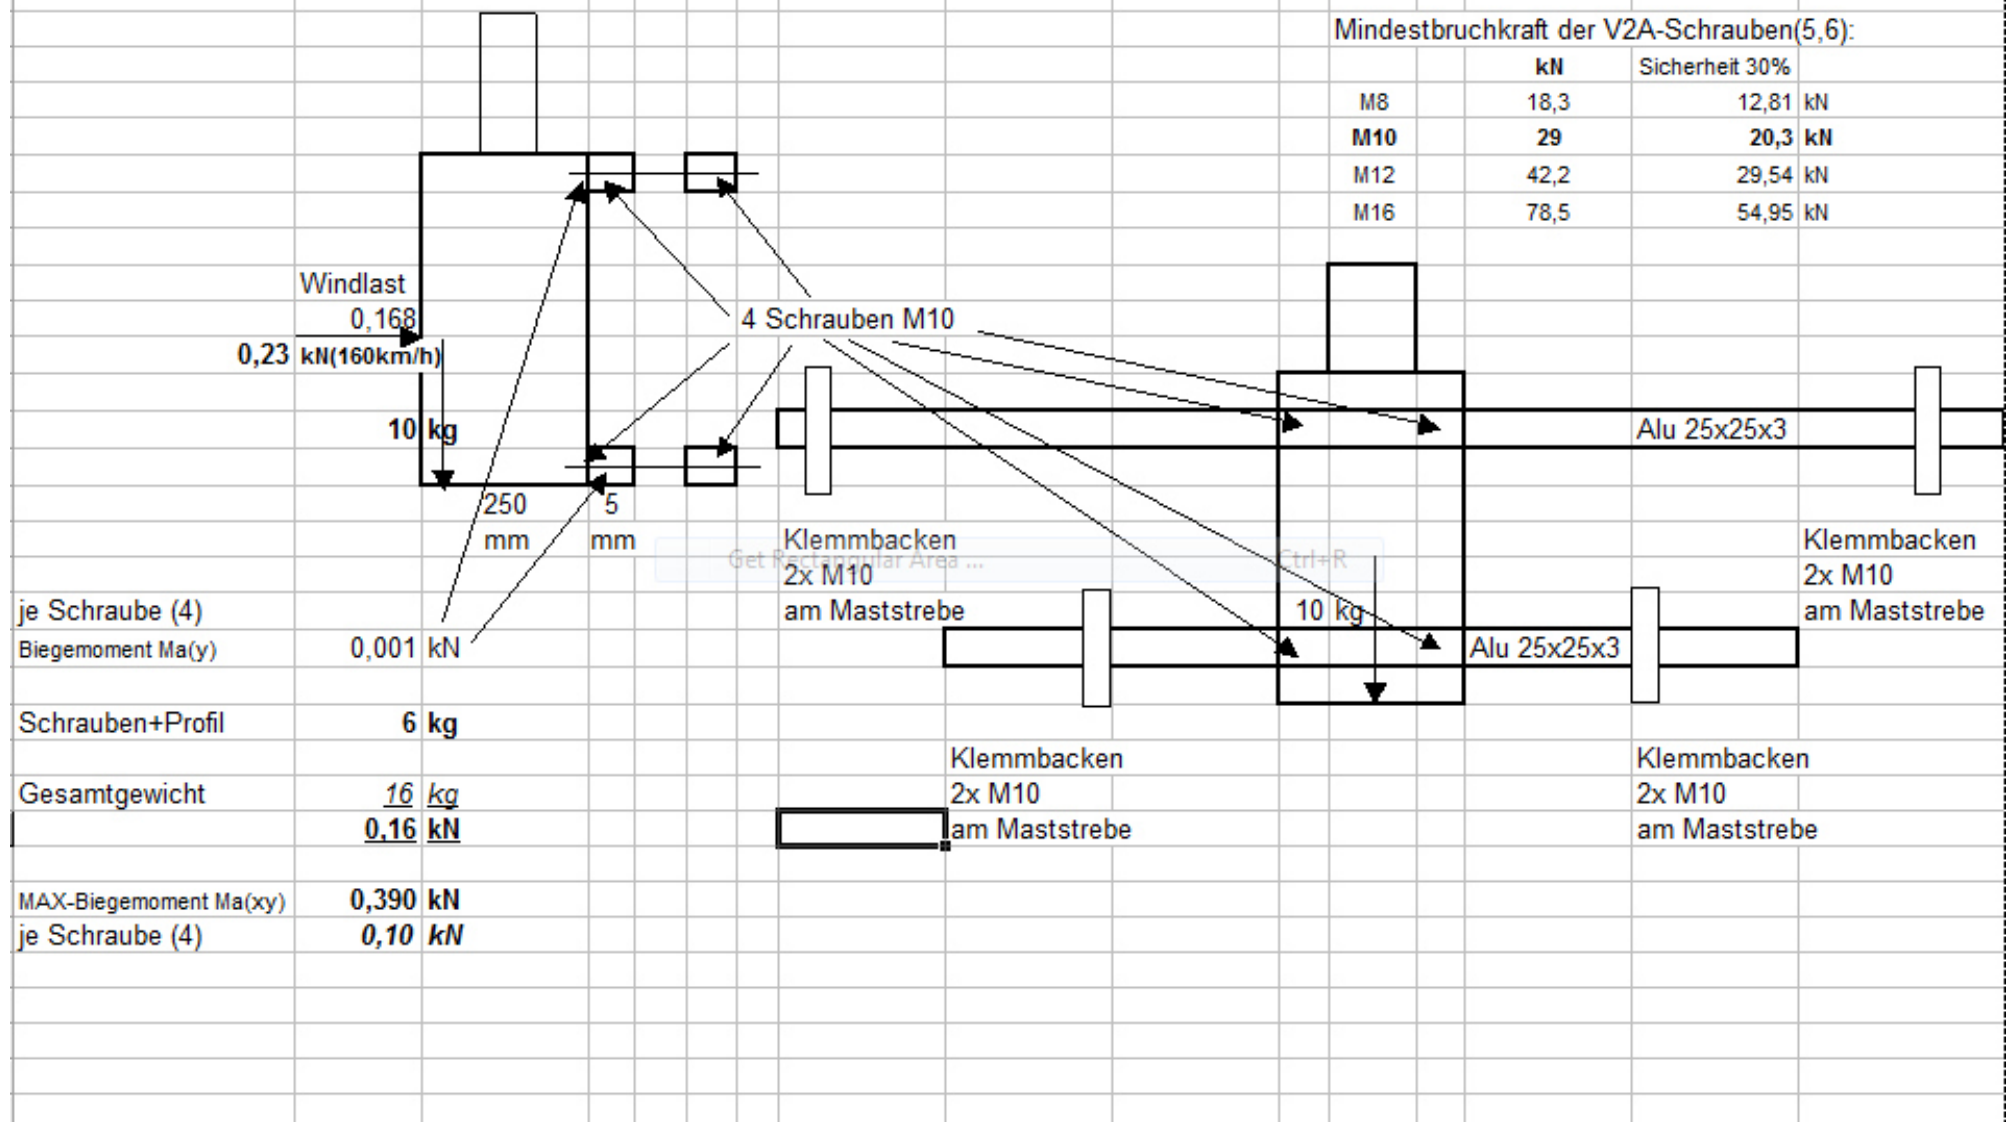 Mindestbruchkraft der V2A-Schrauben(5,6):
kN Sicherheit 30%
M8 18,3 12,81 kN
M10 29 20,3 kN
M12 42,2 29,54 kN
M16 78,5 54,95 kN
Windlast
0,168
0,23 kN(160km/h)
4 Schrauben M10
10 kg
Alu 25x25x3
250 5
mm mm
Klemmbacken
2x M10
am Maststrebe
Get Rectangular Area ... Ctrl+R
Klemmbacken
2x M10
am Maststrebe
10 kg
Alu 25x25x3
je Schraube (4)
Biegemoment Ma(y) 0,001 kN
Schrauben+Profil 6 kg
Klemmbacken
2x M10
am Maststrebe
Klemmbacken
2x M10
am Maststrebe
Gesamtgewicht 16 kg
0,16 kN
MAX-Biegemoment Ma(xy) 0,390 kN
je Schraube (4) 0,10 kN